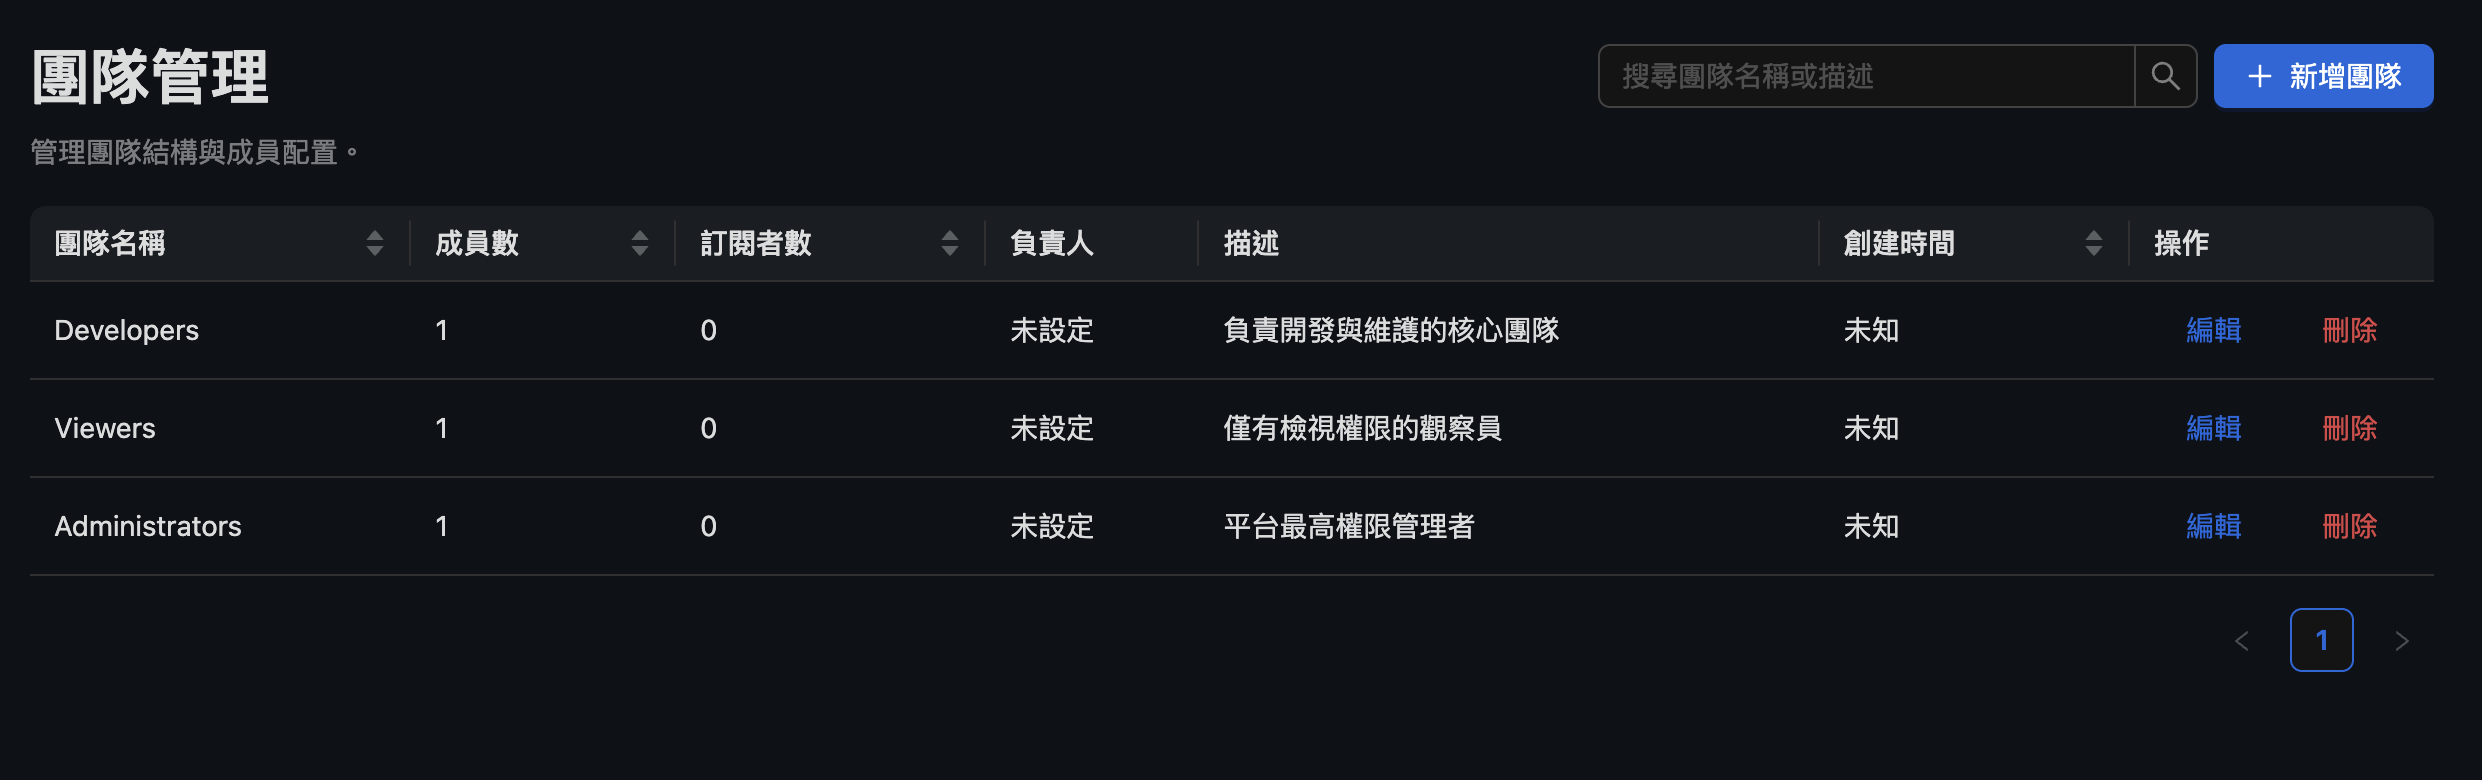 團隊管理
搜尋團隊名稱或描述
新增團隊
管理團隊結構與成員配置。
團隊名稱 成員數 訂閱者數 負責人 描述 創建時間 操作
Developers 1 0 未設定 負責開發與維護的核心團隊 未知 編輯 刪除
Viewers 1 0 未設定 僅有檢視權限的觀察員 未知 編輯 刪除
Administrators 1 0 未設定 平台最高權限管理者 未知 編輯 刪除
1